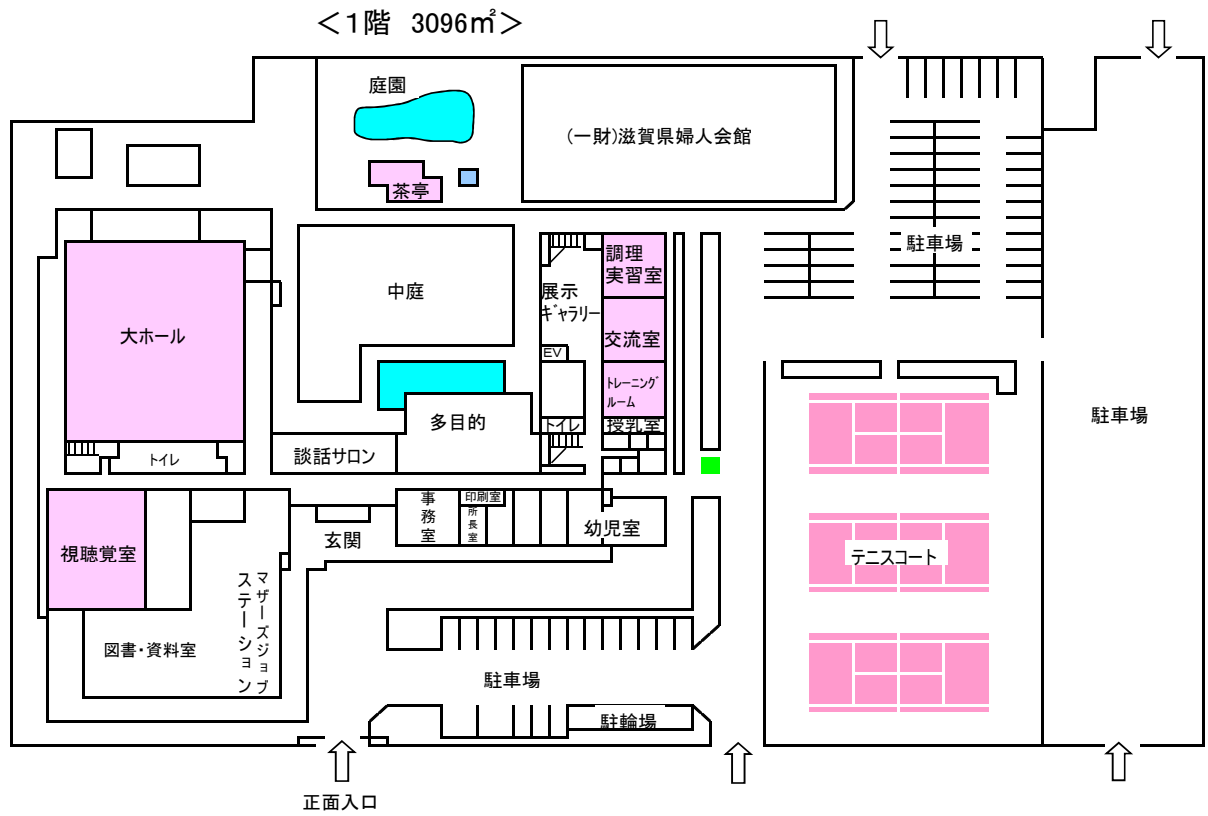 ＜１階 3096㎡＞
庭園
(一財)滋賀県婦人会館
茶亭
駐車場
調理
実習室
中庭
展示
ｷﾞｬﾗﾘｰ
大ホール
交流室
EV
ﾄﾚｰﾆﾝｸﾞ
ﾙｰﾑ
駐車場
多目的
トイレ
授乳室
談話サロン
トイレ
事務室
印刷室
所長室
幼児室
玄関
視聴覚室
テニスコート
マザーズジョブ
ステーション
図書・資料室
駐車場
駐輪場
正面入口